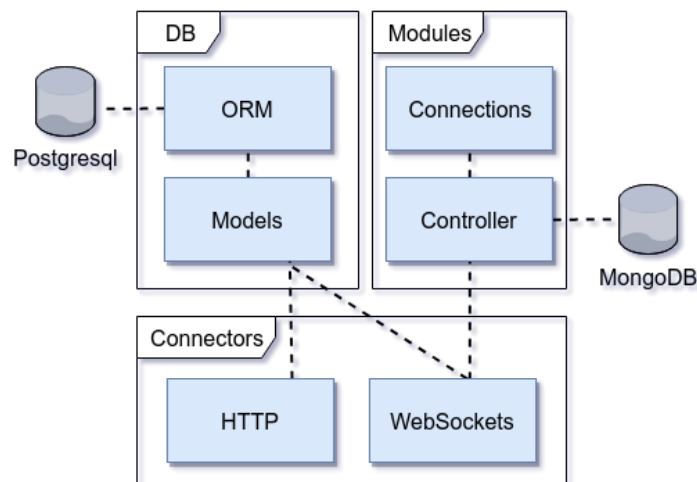 DB
Modules
ORM
Connections
Postgresql
Models
Controller
MongoDB
Connectors
HTTP
WebSockets